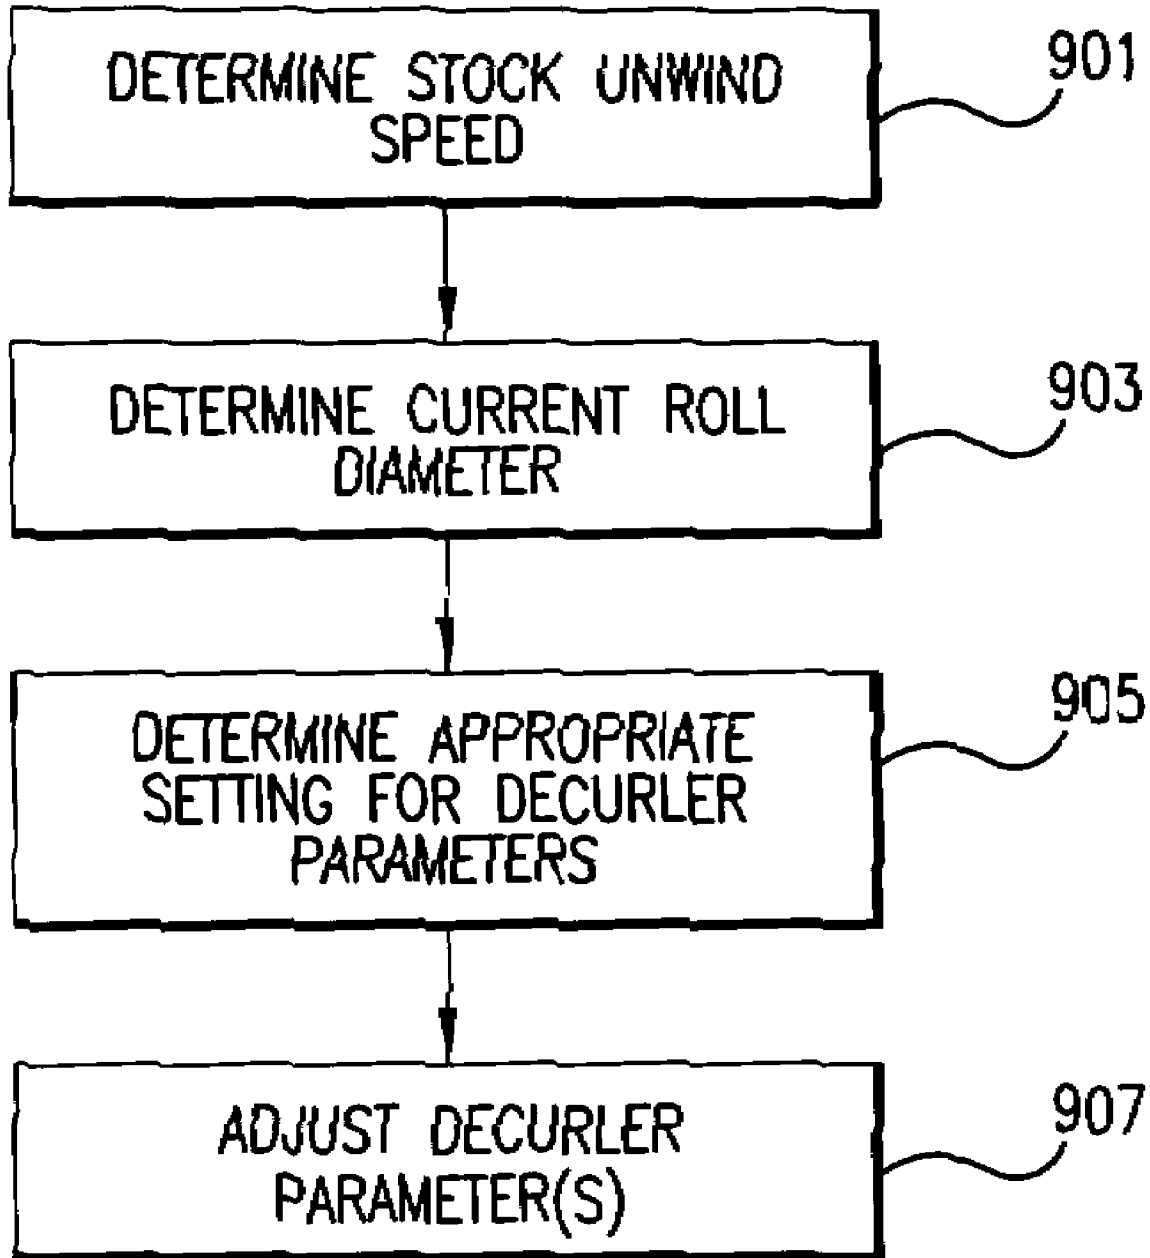 DETERMINE STOCK UNWIND
SPEED
901
DETERMINE CURRENT ROLL
DIAMETER
903
DETERMINE APPROPRIATE
SETTING FOR DECURLER
PARAMETERS
905
ADJUST DECURLER
PARAMETER(S)
907